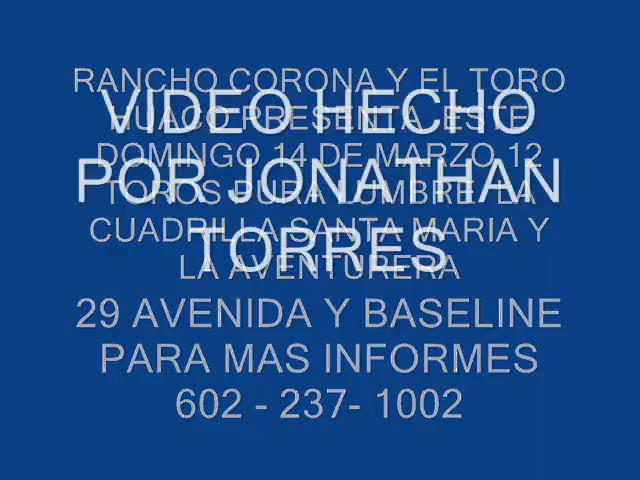 RANCHO CORONA Y EL TORO
HUACO PRESENTA ESTE
DOMINGO 14 DE MARZO 12
TOROS PURA LUMBRE LA
CUADRILLA SANTA MARIA Y
LA AVENTURERA
VIDEO HECHO
POR JONATHAN
TORRES
29 AVENIDA Y BASELINE
PARA MAS INFORMES
602 - 237- 1002